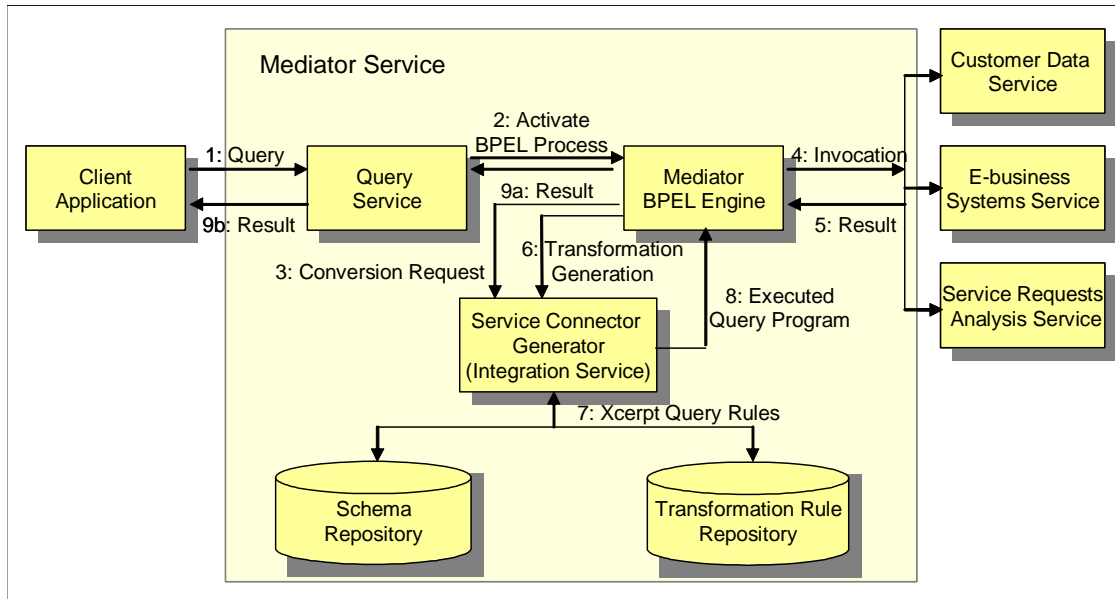 Mediator Service
Customer Data
Service
2: Activate
BPEL Process
1: Query
4: Invocation
Client
Application
Query
Service
Mediator
BPEL Engine
E-business
Systems Service
9a: Result
9b: Result
5: Result
6: Transformation
Generation
3: Conversion Request
8: Executed
Query Program
Service Requests
Analysis Service
Service Connector
Generator
(Integration Service)
7: Xcerpt Query Rules
Schema
Repository
Transformation Rule
Repository